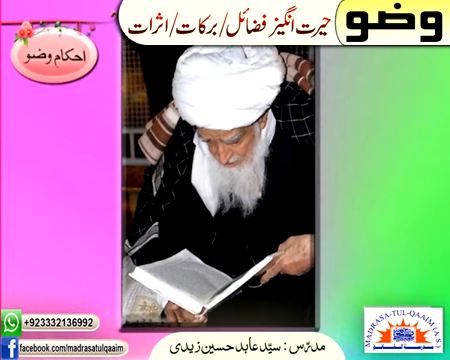 وضو
حیرت انگیز فضائل/برکات/اثرات
احکام وضو
+923332136992
facebook.com/madrasatulqaaim
مدرس : سید عابد حسین زیدی
MADRASA-TUL-QAAIM (A.S)